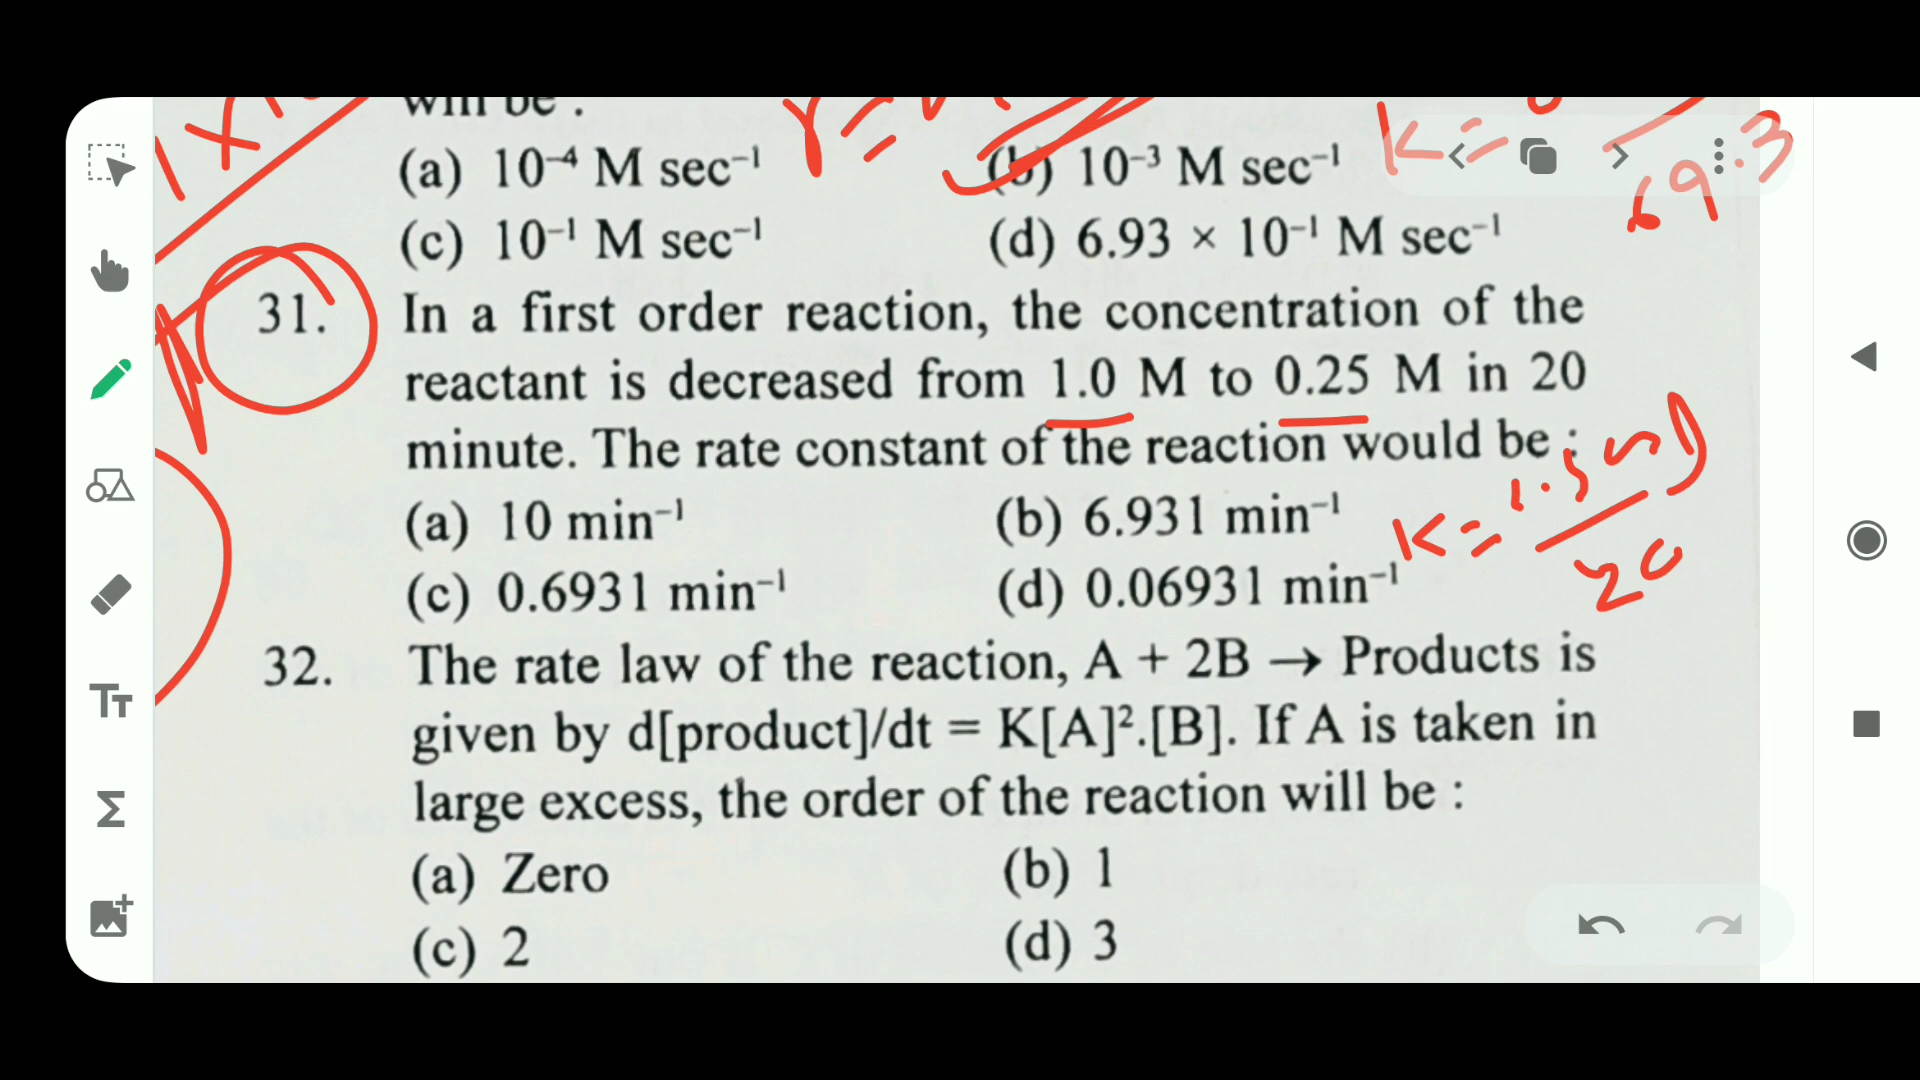 will be :
(a) 10⁻⁴ M sec⁻¹ (b) 10⁻³ M sec⁻¹
(c) 10⁻¹ M sec⁻¹ (d) 6.93 × 10⁻¹ M sec⁻¹
69.3
31. In a first order reaction, the concentration of the
reactant is decreased from 1.0 M to 0.25 M in 20
minute. The rate constant of the reaction would be :
(a) 10 min⁻¹ (b) 6.931 min⁻¹
K =
20
(c) 0.6931 min⁻¹ (d) 0.06931 min⁻¹
32. The rate law of the reaction, A + 2B → Products is
given by d[product]/dt = K[A]².[B]. If A is taken in
large excess, the order of the reaction will be :
(a) Zero (b) 1
(c) 2 (d) 3
Tт
Σ